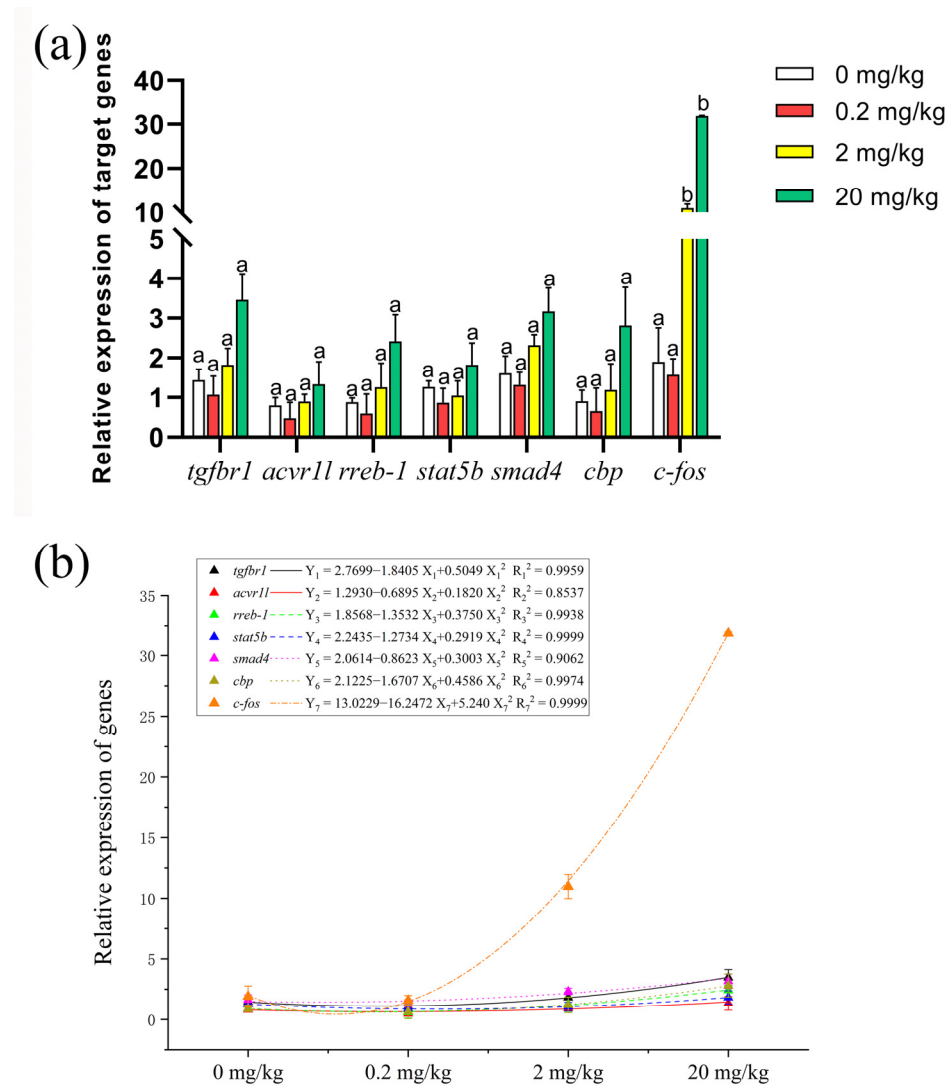 (a)
Relative expression of target genes
40
30
20
10
5
4
3
2
1
0
a a a a a a a a a a a a a a a a a a a a a a a a a a b b
tgfbr1 acvr1l rreb-1 stat5b smad4 cbp c-fos
0 mg/kg
0.2 mg/kg
2 mg/kg
20 mg/kg
(b)
tgfbr1 Y₁ = 2.7699−1.8405 X₁+0.5049 X₁² R₁² = 0.9959
acvr1l Y₂ = 1.2930−0.6895 X₂+0.1820 X₂² R₂² = 0.8537
rreb-1 Y₃ = 1.8568−1.3532 X₃+0.3750 X₃² R₃² = 0.9938
stat5b Y₄ = 2.2435−1.2734 X₄+0.2919 X₄² R₄² = 0.9999
smad4 Y₅ = 2.0614−0.8623 X₅+0.3003 X₅² R₅² = 0.9062
cbp Y₆ = 2.1225−1.6707 X₆+0.4586 X₆² R₆² = 0.9974
c-fos Y₇ = 13.0229−16.2472 X₇+5.240 X₇² R₇² = 0.9999
Relative expression of genes
35
30
25
20
15
10
5
0
0 mg/kg 0.2 mg/kg 2 mg/kg 20 mg/kg